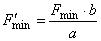 F′min = Fmin · b / a